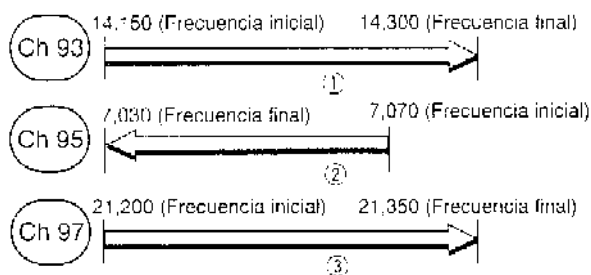 14,150 (Frecuencia inicial) 14,300 (Frecuencia final)
Ch 93
①
7,030 (Frecuencia final) 7,070 (Frecuencia inicial)
Ch 95
②
21,200 (Frecuencia inicial) 21,350 (Frecuencia final)
Ch 97
③